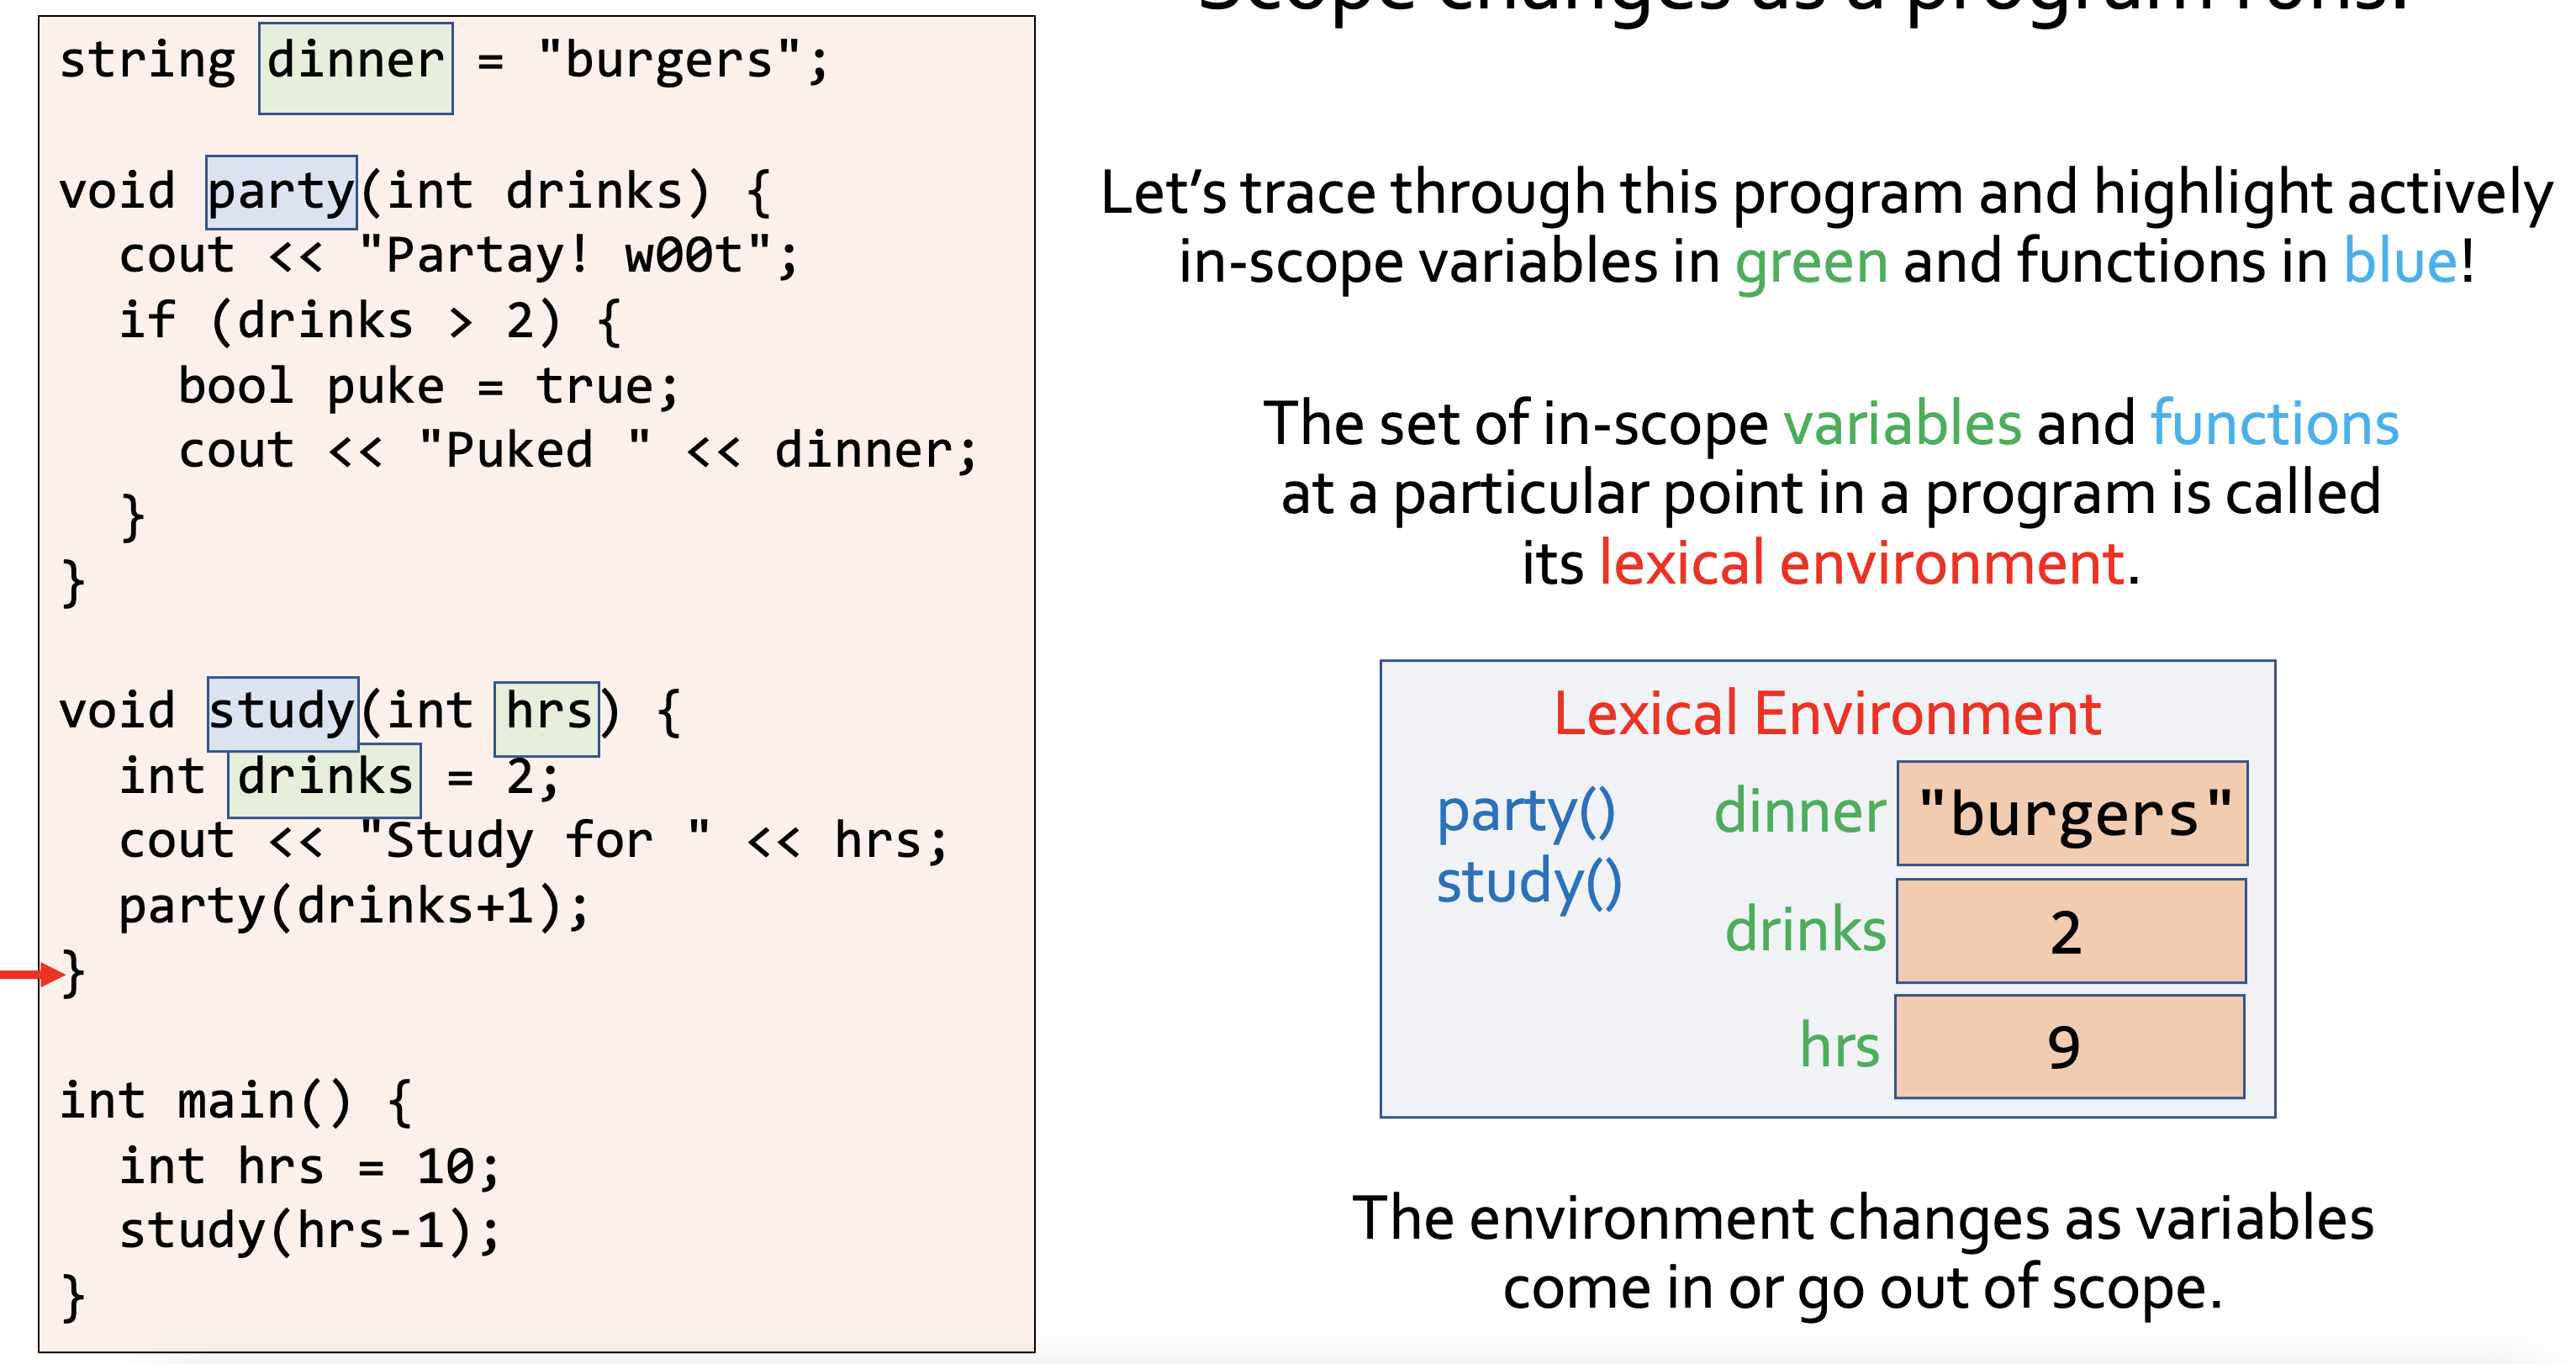 Scope changes as a program runs!
string dinner = "burgers";
void party(int drinks) {
cout << "Partay! w00t";
if (drinks > 2) {
bool puke = true;
cout << "Puked " << dinner;
}
}
void study(int hrs) {
int drinks = 2;
cout << "Study for " << hrs;
party(drinks+1);
}
int main() {
int hrs = 10;
study(hrs-1);
}
Let's trace through this program and highlight actively
in-scope variables in green and functions in blue!
The set of in-scope variables and functions
at a particular point in a program is called
its lexical environment.
Lexical Environment
party()
study()
dinner "burgers"
drinks 2
hrs 9
The environment changes as variables
come in or go out of scope.